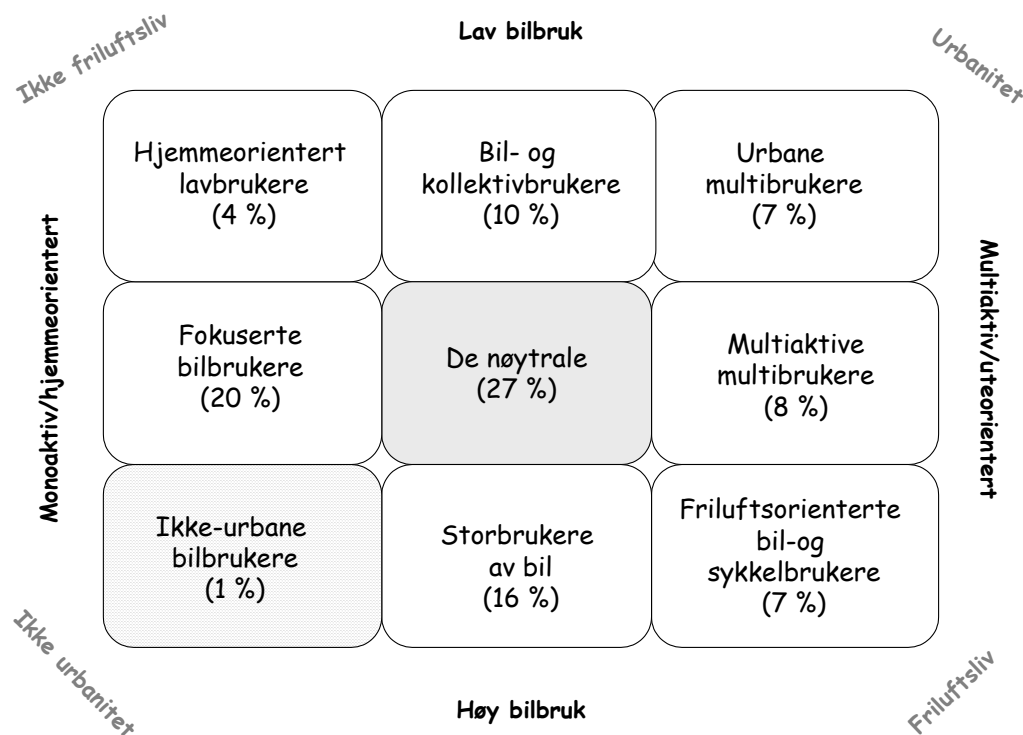 Ikke friluftsliv
Lav bilbruk
Urbanitet
Hjemmeorientert
lavbrukere
(4 %)
Bil- og
kollektivbrukere
(10 %)
Urbane
multibrukere
(7 %)
Monoaktiv/hjemmeorientert
Fokuserte
bilbrukere
(20 %)
De nøytrale
(27 %)
Multiaktive
multibrukere
(8 %)
Multiaktiv/uteorientert
Ikke-urbane
bilbrukere
(1 %)
Storbrukere
av bil
(16 %)
Friluftsorienterte
bil-og
sykkelbrukere
(7 %)
Ikke urbanitet
Høy bilbruk
Friluftsliv